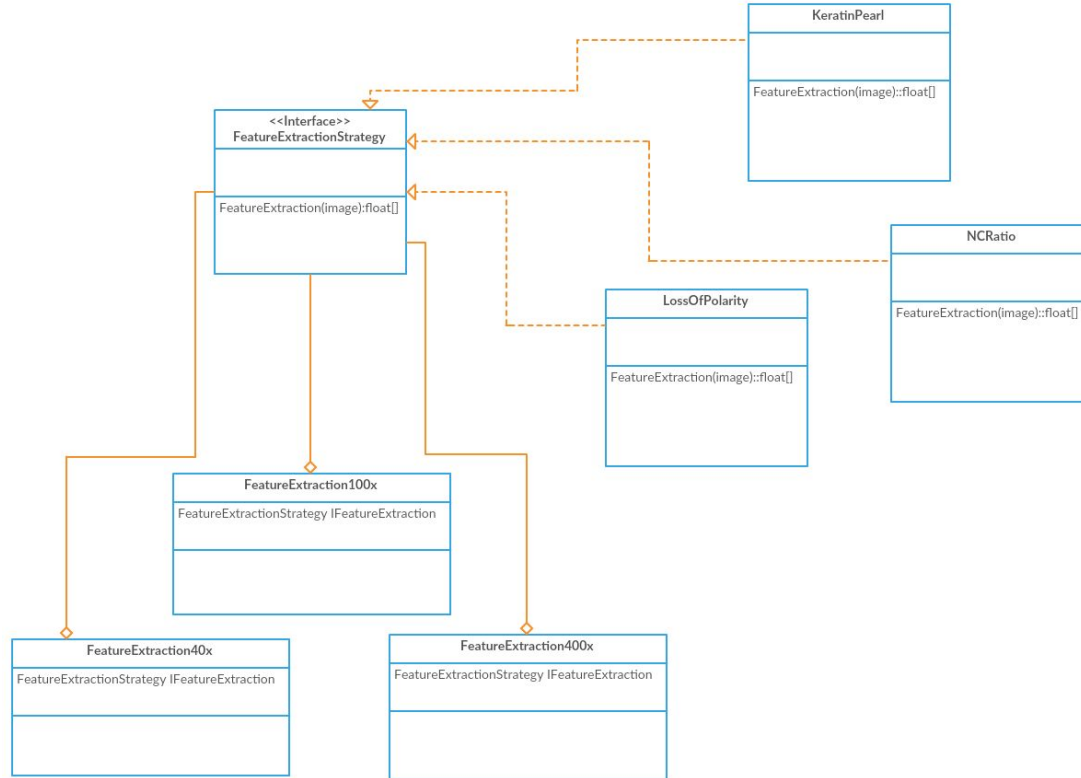 KeratinPearl
FeatureExtraction(image)::float[]
<<Interface>>
FeatureExtractionStrategy
FeatureExtraction(image):float[]
NCRatio
FeatureExtraction(image)::float[]
LossOfPolarity
FeatureExtraction(image)::float[]
FeatureExtraction100x
FeatureExtractionStrategy IFeatureExtraction
FeatureExtraction40x
FeatureExtractionStrategy IFeatureExtraction
FeatureExtraction400x
FeatureExtractionStrategy IFeatureExtraction